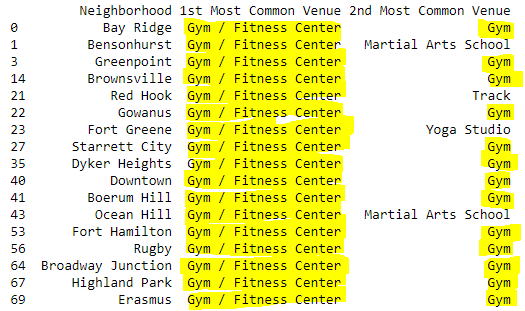 Neighborhood 1st Most Common Venue 2nd Most Common Venue
0 Bay Ridge Gym / Fitness Center Gym
1 Bensonhurst Gym / Fitness Center Martial Arts School
3 Greenpoint Gym / Fitness Center Gym
14 Brownsville Gym / Fitness Center Gym
21 Red Hook Gym / Fitness Center Track
22 Gowanus Gym / Fitness Center Gym
23 Fort Greene Gym / Fitness Center Yoga Studio
27 Starrett City Gym / Fitness Center Gym
35 Dyker Heights Gym / Fitness Center Gym
40 Downtown Gym / Fitness Center Gym
41 Boerum Hill Gym / Fitness Center Gym
43 Ocean Hill Gym / Fitness Center Martial Arts School
53 Fort Hamilton Gym / Fitness Center Gym
56 Rugby Gym / Fitness Center Gym
64 Broadway Junction Gym / Fitness Center Gym
67 Highland Park Gym / Fitness Center Gym
69 Erasmus Gym / Fitness Center Gym